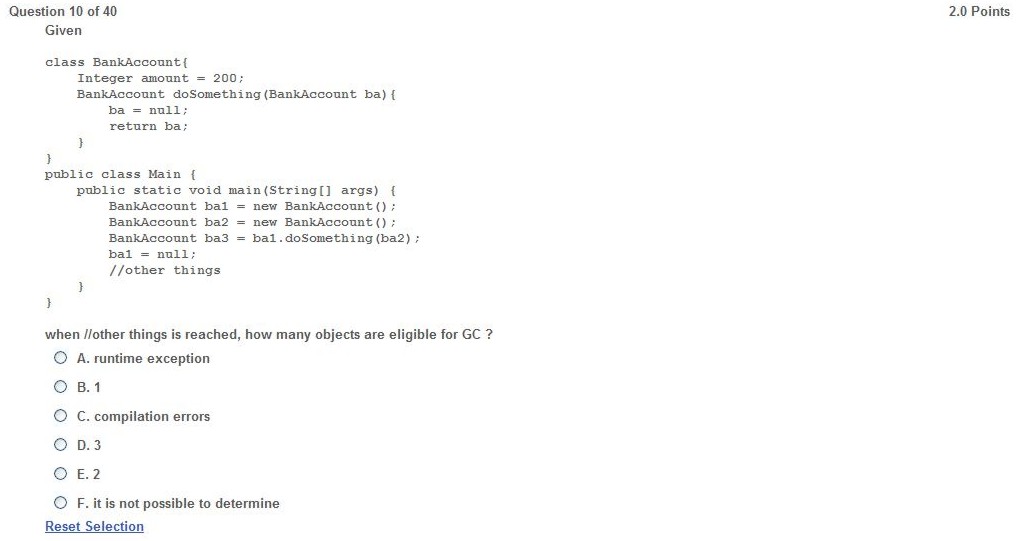 Question 10 of 40 2.0 Points
Given
class BankAccount{
Integer amount = 200;
BankAccount doSomething(BankAccount ba){
ba = null;
return ba;
}
}
public class Main {
public static void main(String[] args) {
BankAccount ba1 = new BankAccount();
BankAccount ba2 = new BankAccount();
BankAccount ba3 = ba1.doSomething(ba2);
ba1 = null;
//other things
}
}
when //other things is reached, how many objects are eligible for GC ?
A. runtime exception
B. 1
C. compilation errors
D. 3
E. 2
F. it is not possible to determine
Reset Selection